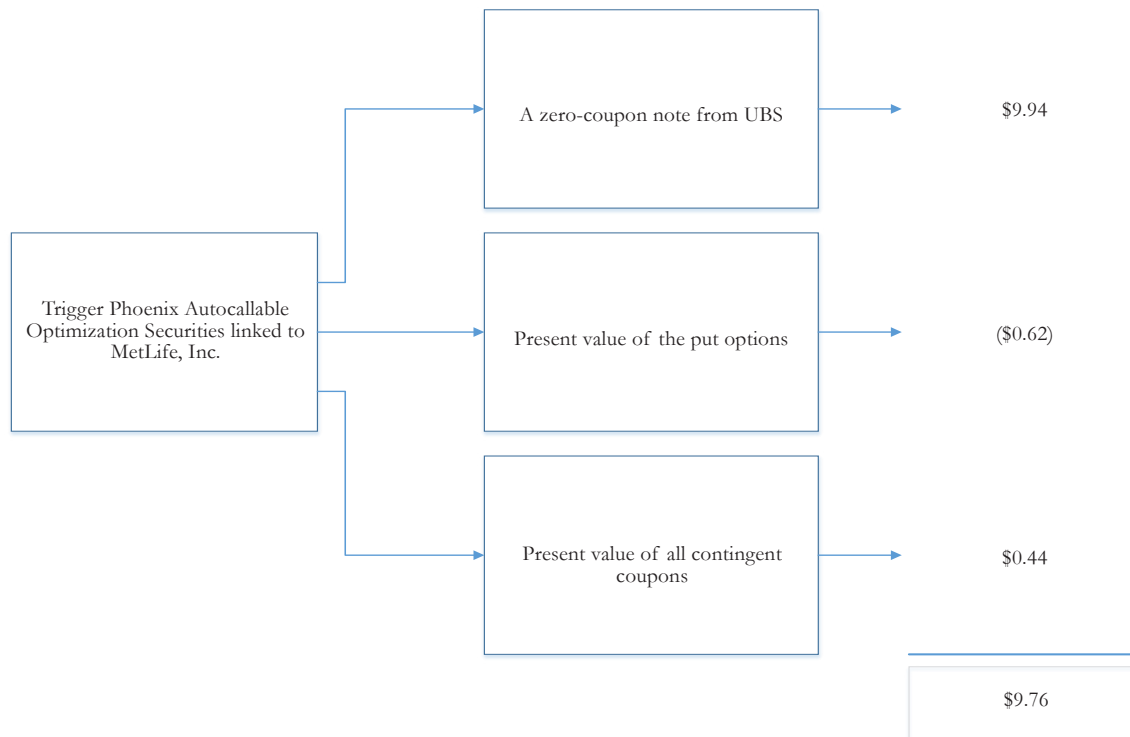 A zero-coupon note from UBS
$9.94
Trigger Phoenix Autocallable
Optimization Securities linked to
MetLife, Inc.
Present value of the put options
($0.62)
Present value of all contingent
coupons
$0.44
$9.76